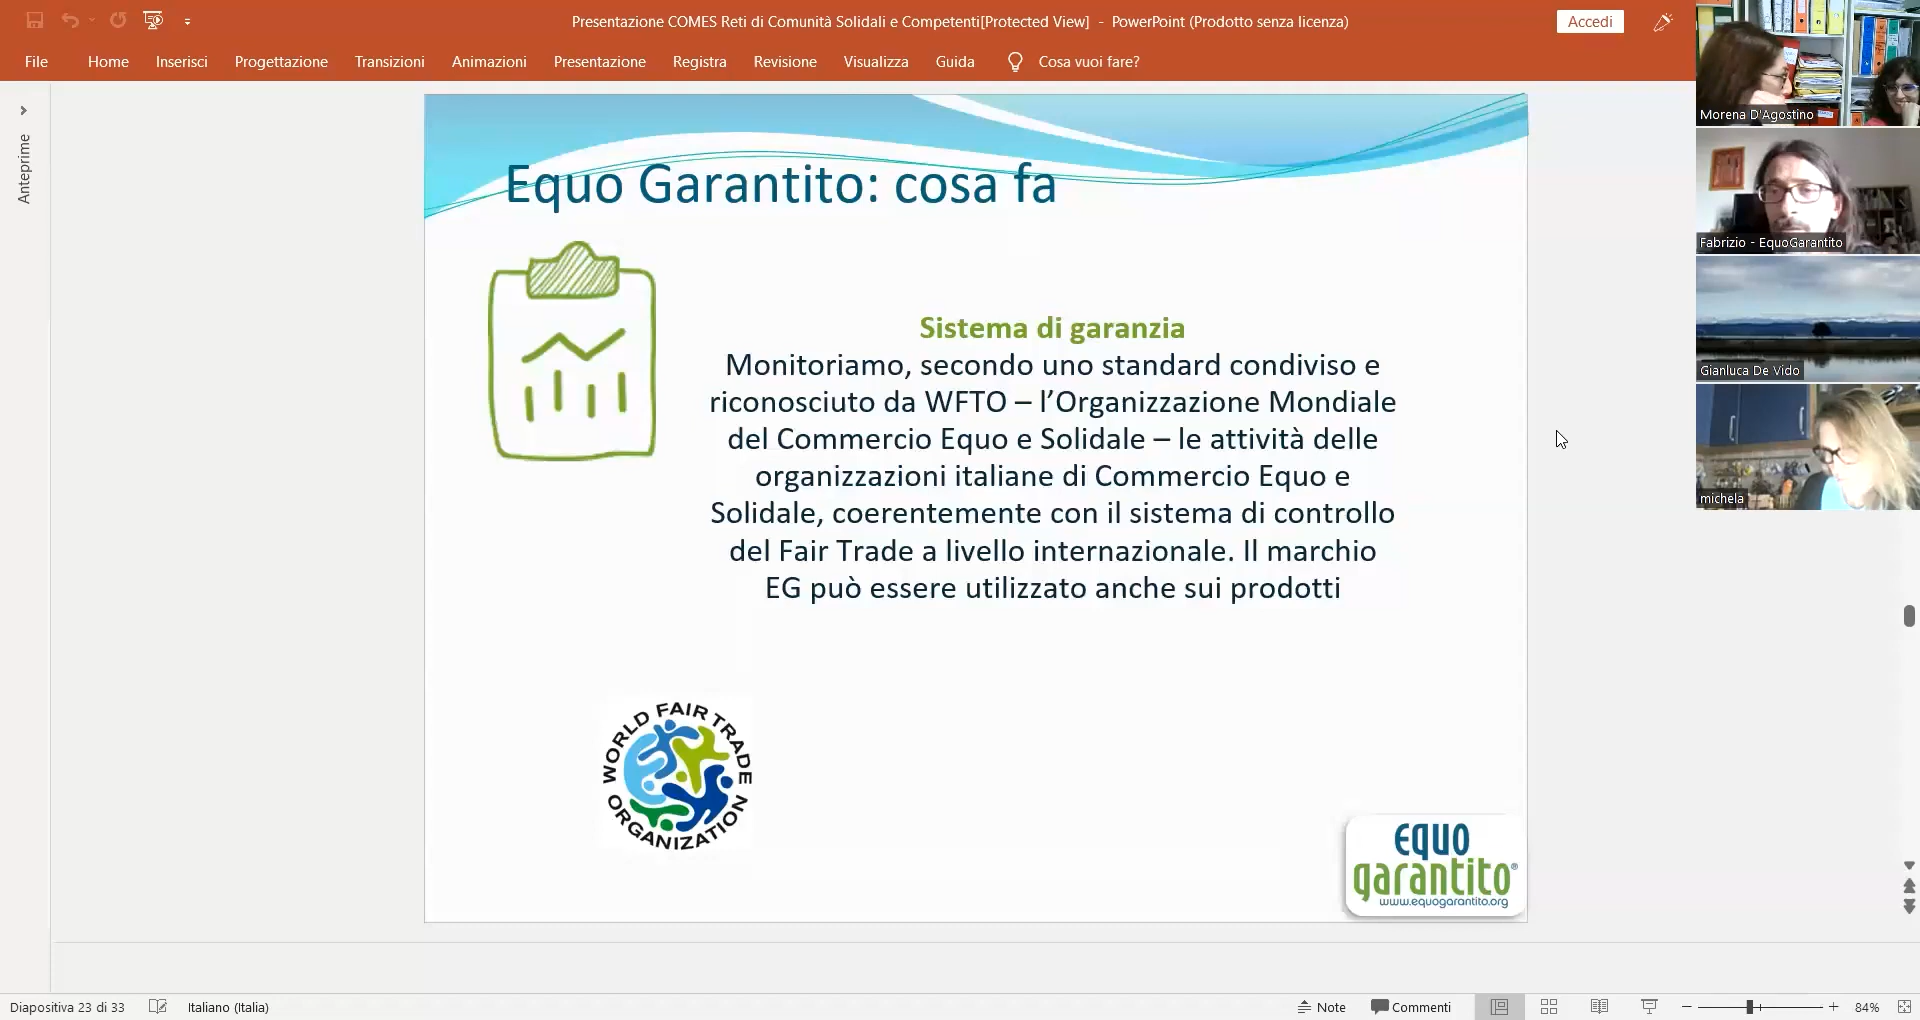 Presentazione COMES Reti di Comunità Solidali e Competenti[Protected View] - PowerPoint (Prodotto senza licenza)
Accedi
File Home Inserisci Progettazione Transizioni Animazioni Presentazione Registra Revisione Visualizza Guida Cosa vuoi fare?
Anteprime
Equo Garantito: cosa fa
Sistema di garanzia
Monitoriamo, secondo uno standard condiviso e
riconosciuto da WFTO – l’Organizzazione Mondiale
del Commercio Equo e Solidale – le attività delle
organizzazioni italiane di Commercio Equo e
Solidale, coerentemente con il sistema di controllo
del Fair Trade a livello internazionale. Il marchio
EG può essere utilizzato anche sui prodotti
WORLD FAIR TRADE
ORGANIZATION
equo
garantito®
www.equogarantito.org
Morena D'Agostino
Fabrizio - EquoGarantito
Gianluca De Vido
michela
Diapositiva 23 di 33 Italiano (Italia) Note Commenti 84%